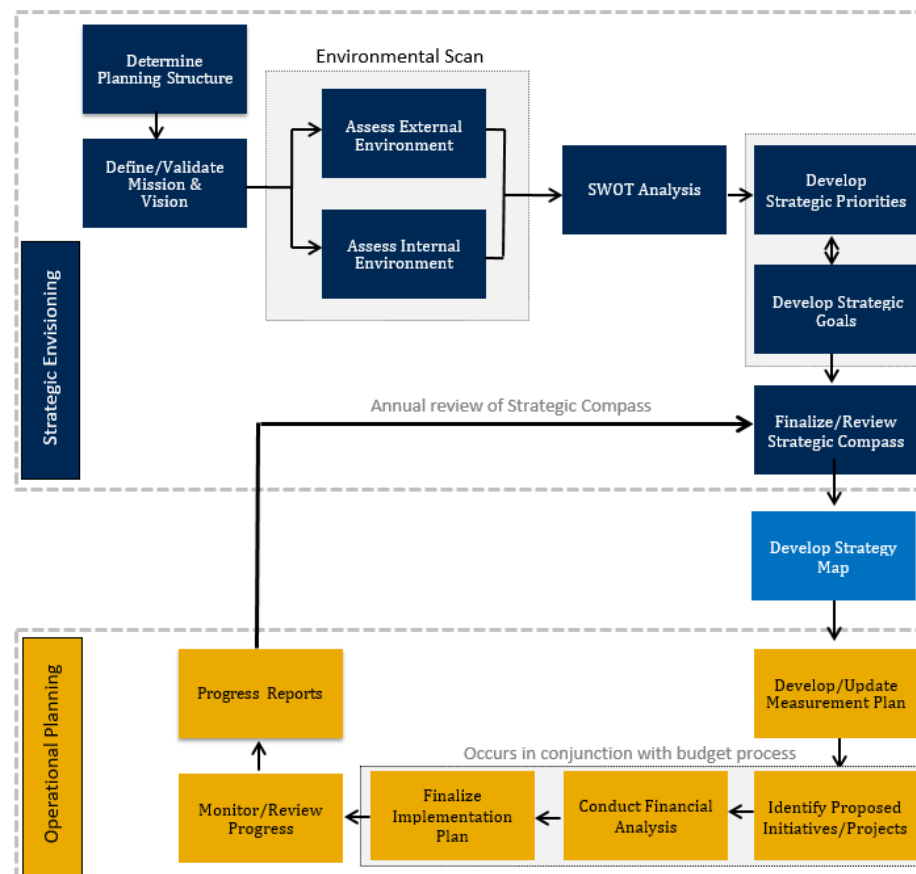 Determine
Planning Structure
Environmental Scan
Define/Validate
Mission &
Vision
Assess External
Environment
Assess Internal
Environment
SWOT Analysis
Develop
Strategic Priorities
Develop Strategic
Goals
Strategic Envisioning
Annual review of Strategic Compass
Finalize/Review
Strategic Compass
Develop Strategy
Map
Operational Planning
Progress Reports
Develop/Update
Measurement Plan
Occurs in conjunction with budget process
Monitor/Review
Progress
Finalize
Implementation
Plan
Conduct Financial
Analysis
Identify Proposed
Initiatives/Projects